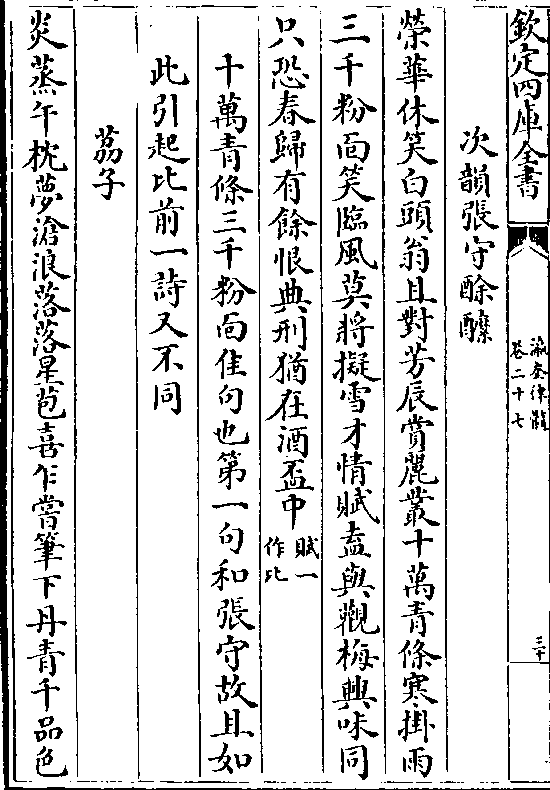 欽定四庫全書
瀛奎律髓
卷二十七
三十
次韻張守酴醾
榮華休笑白頭翁且對芳辰賞麗叢十萬青條寒掛雨
三千粉面笑臨風莫將擬雪才情賦盍與觀梅興味同
只恐春歸有餘恨典刑猶在酒盃中賦一作比
十萬青條三千粉面佳句也第一句和張守故且如
此引起比前一詩又不同
荔子
炎蒸午枕夢滄浪落落星苞喜乍嘗筆下丹青千品色